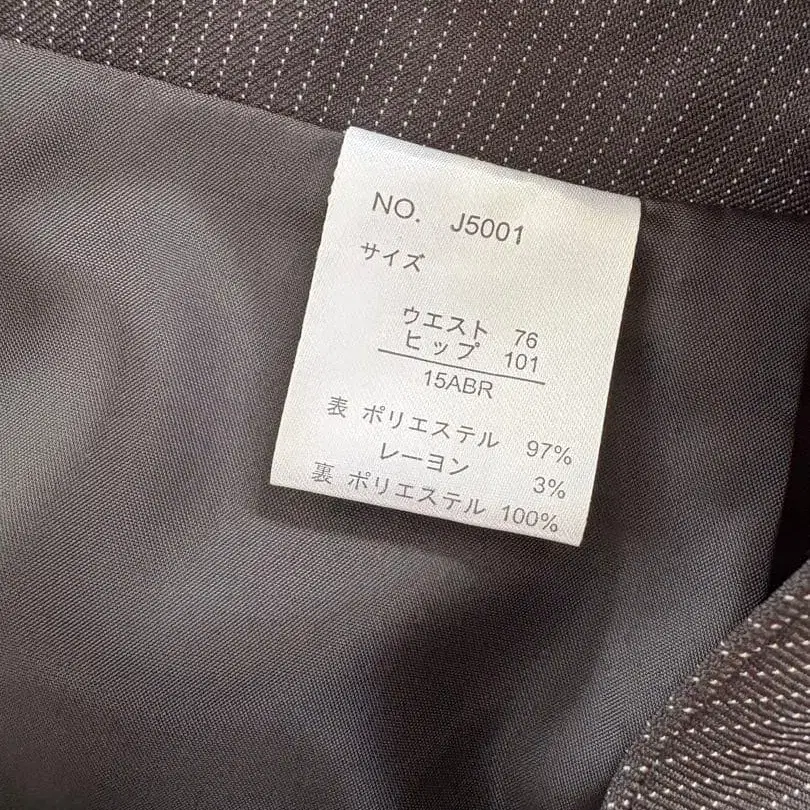 NO. J5001
サイズ
ウエスト 76
ヒップ 101
15ABR
表 ポリエステル 97%
レーヨン 3%
裏 ポリエステル 100%